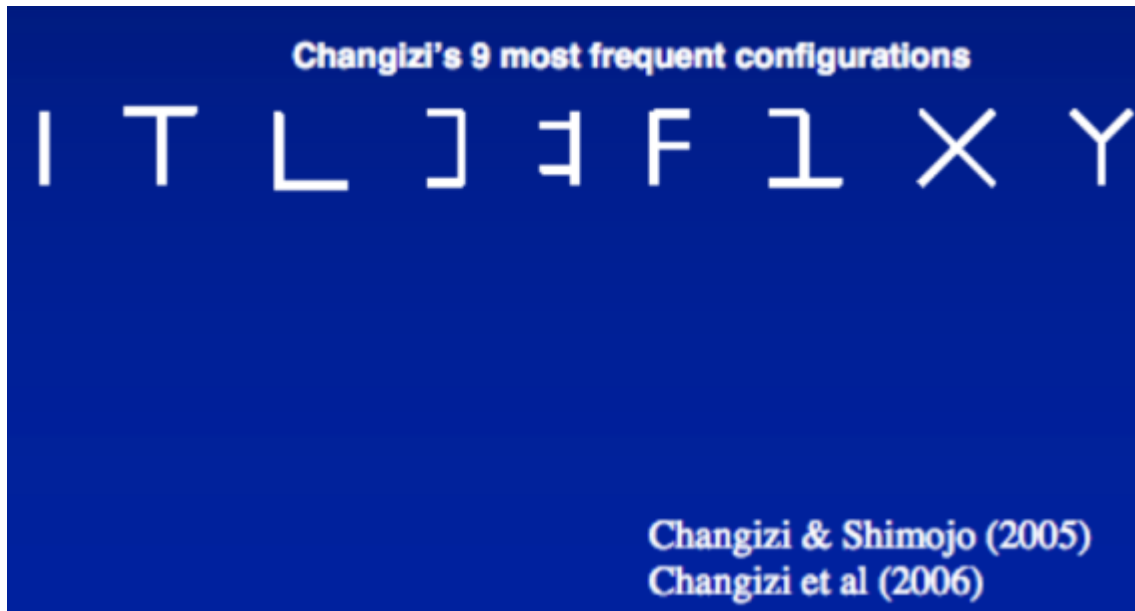 Changizi's 9 most frequent configurations
I T L ] ㅋ F X Y
Changizi & Shimojo (2005)
Changizi et al (2006)